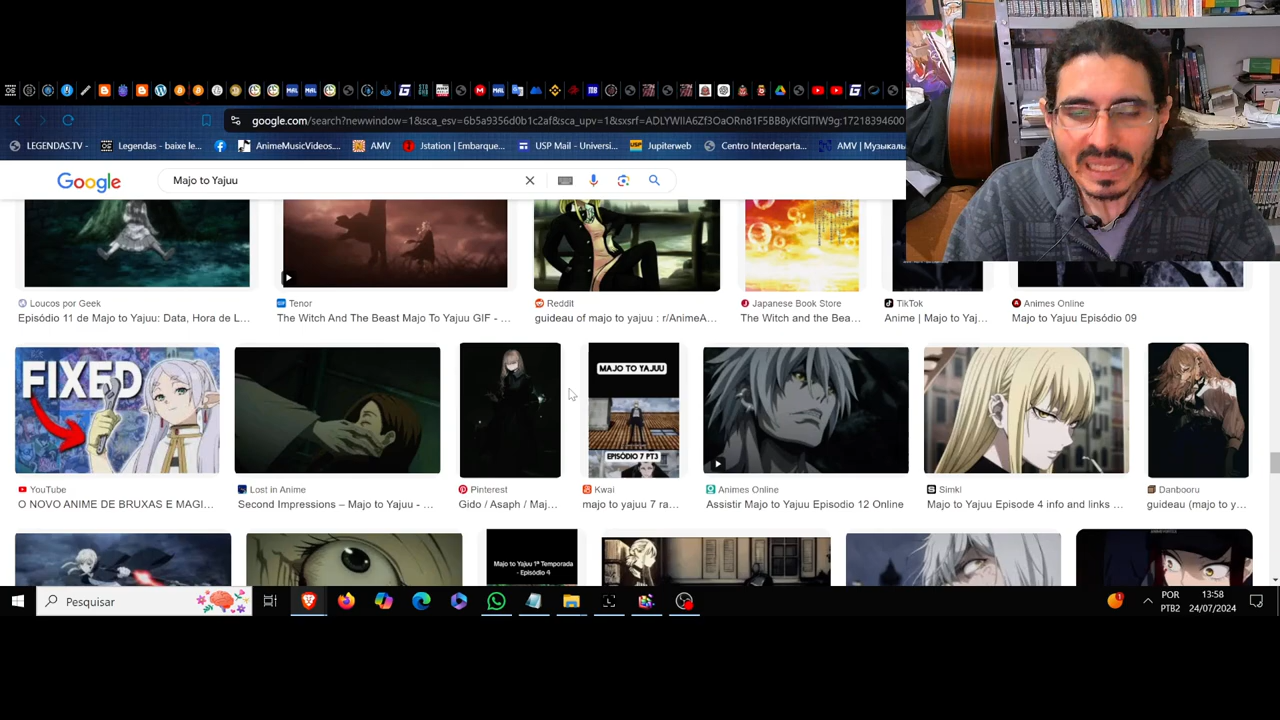 LEGENDAS.TV
Legendas - baixe le...
AnimeMusicVideos....
AMV
Jstation | Embarque...
USP Mail - Universi...
Jupiterweb
Centro Interdeparta...
AMV | Музыкаль
google.com/search?newwindow=1&sca_esv=6b5a9356d0b1c2af&sca_upv=1&sxsrf=ADLYWIIA6Zf3OaORn81F5BB8yKfGITlW9g:17218394600
Google
Majo to Yajuu
Loucos por Geek
Episódio 11 de Majo to Yajuu: Data, Hora de L...
Tenor
The Witch And The Beast Majo To Yajuu GIF - ...
Reddit
guideau of majo to yajuu : r/AnimeA...
Japanese Book Store
The Witch and the Bea...
TikTok
Anime | Majo to Yaj...
Animes Online
Majo to Yajuu Episódio 09
FIXED
MAJO TO YAJUU
EPISÓDIO 7 PT3
YouTube
O NOVO ANIME DE BRUXAS E MAGI...
Lost in Anime
Second Impressions – Majo to Yajuu - ...
Pinterest
Gido / Asaph / Maj...
Kwai
majo to yajuu 7 ra...
Animes Online
Assistir Majo to Yajuu Episodio 12 Online
Simkl
Majo to Yajuu Episode 4 info and links ...
Danbooru
guideau (majo to y...
Majo to Yajuu 1ª Temporada
- Episódio 4
Pesquisar
POR
PTB2
13:58
24/07/2024